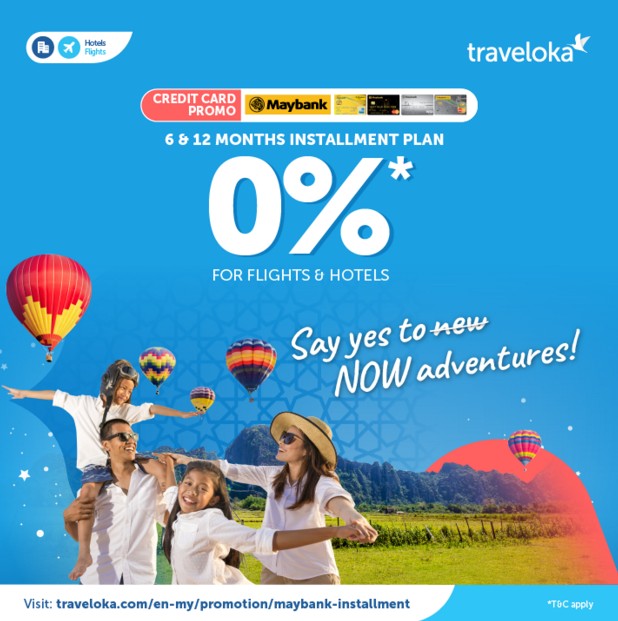 Hotels
Flights
traveloka
CREDIT CARD
PROMO
Maybank
6 & 12 MONTHS INSTALLMENT PLAN
0%*
FOR FLIGHTS & HOTELS
Say yes to new
NOW adventures!
Visit: traveloka.com/en-my/promotion/maybank-installment
*T&C apply